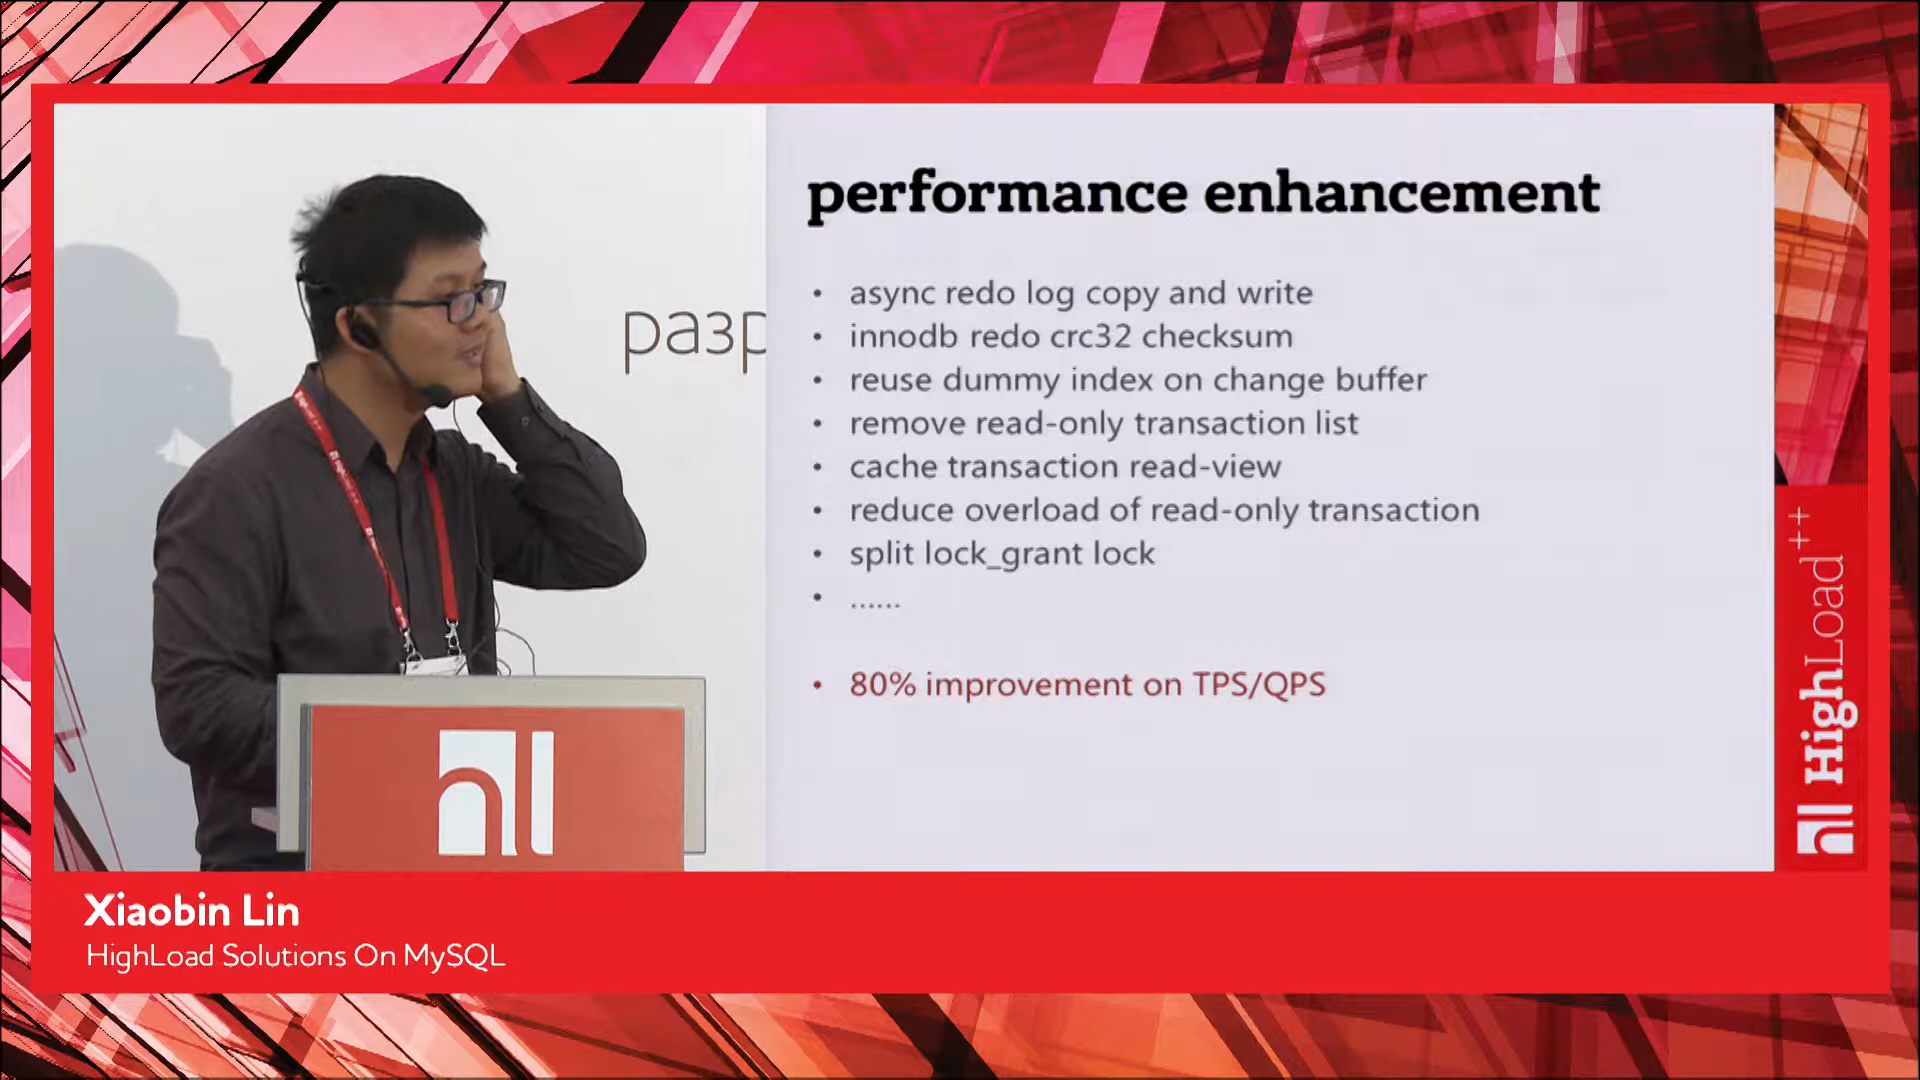 разр
performance enhancement
• async redo log copy and write
• innodb redo crc32 checksum
• reuse dummy index on change buffer
• remove read-only transaction list
• cache transaction read-view
• reduce overload of read-only transaction
• split lock_grant lock
• ......
• 80% improvement on TPS/QPS
HighLoad++
Xiaobin Lin
HighLoad Solutions On MySQL